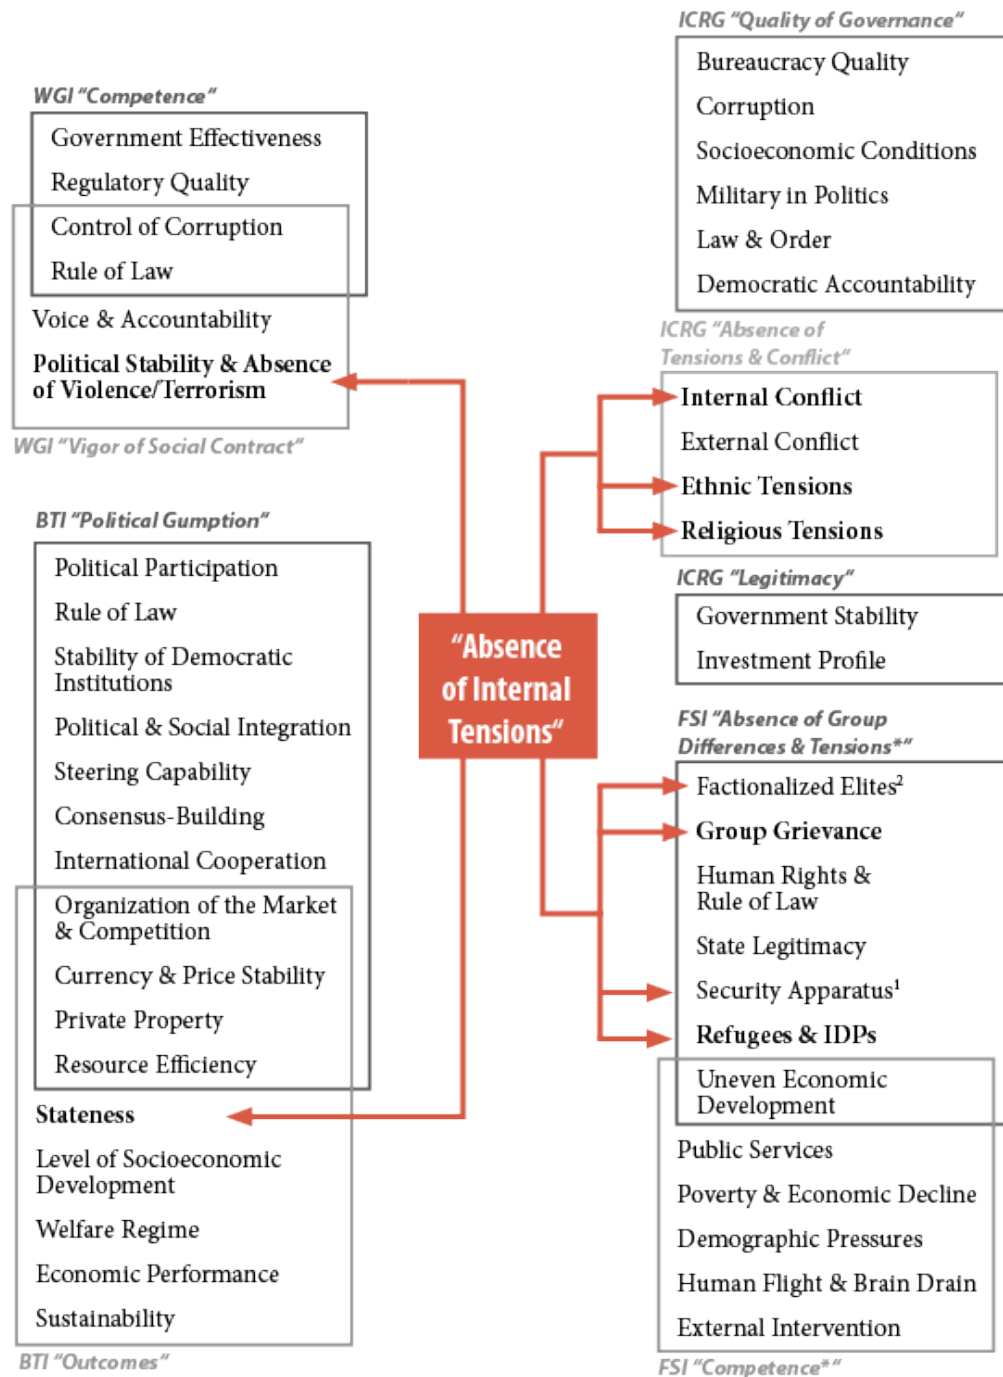 WGI “Competence“
Government Effectiveness
Regulatory Quality
Control of Corruption
Rule of Law
Voice & Accountability
Political Stability & Absence
of Violence/Terrorism
WGI “Vigor of Social Contract“
BTI “Political Gumption“
Political Participation
Rule of Law
Stability of Democratic
Institutions
Political & Social Integration
Steering Capability
Consensus-Building
International Cooperation
Organization of the Market
& Competition
Currency & Price Stability
Private Property
Resource Efficiency
Stateness
Level of Socioeconomic
Development
Welfare Regime
Economic Performance
Sustainability
BTI “Outcomes“
“Absence
of Internal
Tensions“
ICRG “Quality of Governance“
Bureaucracy Quality
Corruption
Socioeconomic Conditions
Military in Politics
Law & Order
Democratic Accountability
ICRG “Absence of
Tensions & Conflict“
Internal Conflict
External Conflict
Ethnic Tensions
Religious Tensions
ICRG “Legitimacy“
Government Stability
Investment Profile
FSI “Absence of Group
Differences & Tensions*“
Factionalized Elites²
Group Grievance
Human Rights &
Rule of Law
State Legitimacy
Security Apparatus¹
Refugees & IDPs
Uneven Economic
Development
Public Services
Poverty & Economic Decline
Demographic Pressures
Human Flight & Brain Drain
External Intervention
FSI “Competence*“